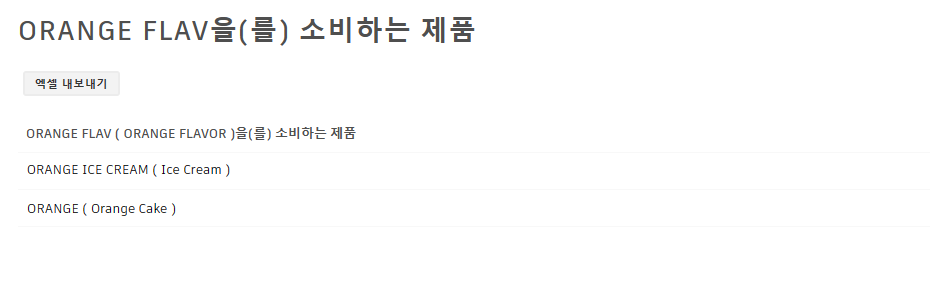 ORANGE FLAV을(를) 소비하는 제품
엑셀 내보내기
ORANGE FLAV ( ORANGE FLAVOR )을(를) 소비하는 제품
ORANGE ICE CREAM ( Ice Cream )
ORANGE ( Orange Cake )